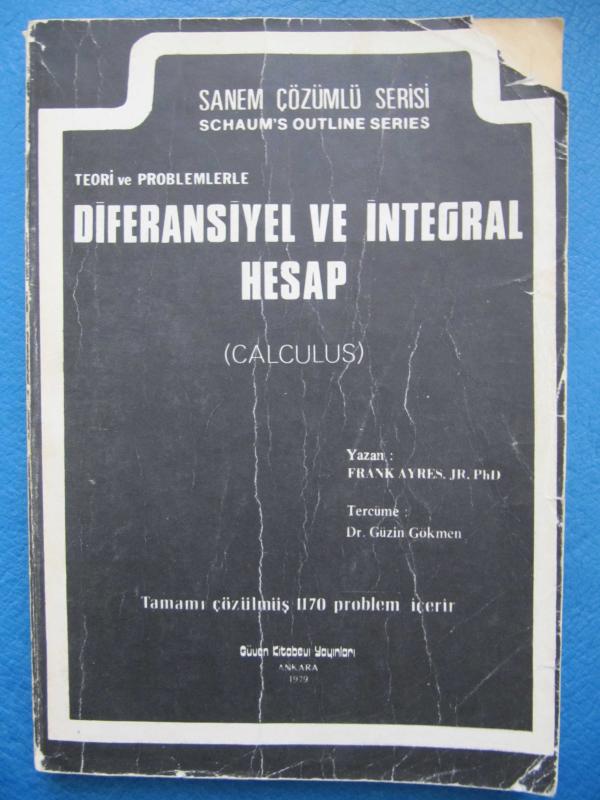 SANEM ÇÖZÜMLÜ SERİSİ
SCHAUM'S OUTLINE SERIES
TEORİ ve PROBLEMLERLE
DİFERANSİYEL VE İNTEGRAL
HESAP
(CALCULUS)
Yazan :
FRANK AYRES, JR. PhD
Tercüme :
Dr. Güzin Gökmen
Tamamı çözülmüş 1170 problem içerir
Güven Kitabevi Yayınları
ANKARA
1979